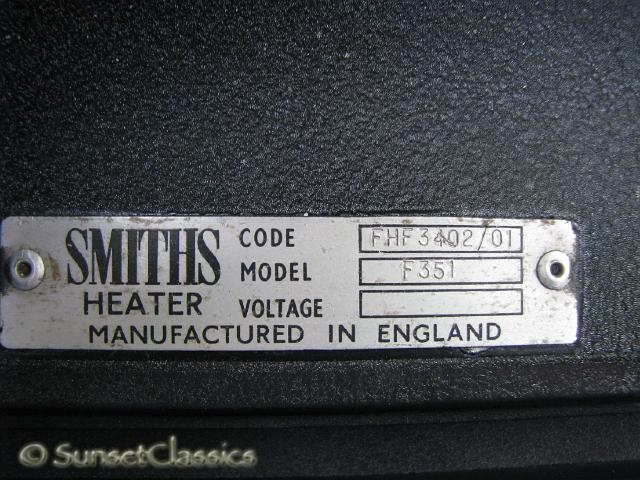 SMITHS CODE FHF3402/01
MODEL F351
HEATER VOLTAGE
MANUFACTURED IN ENGLAND
© SunsetClassics